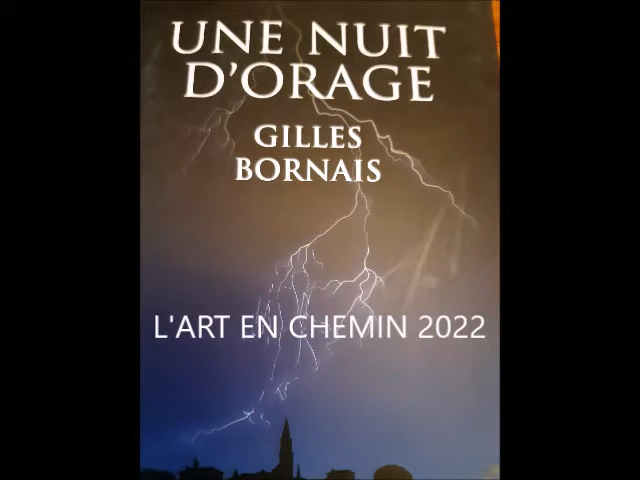 UNE NUIT
D'ORAGE
GILLES
BORNAIS
L'ART EN CHEMIN 2022